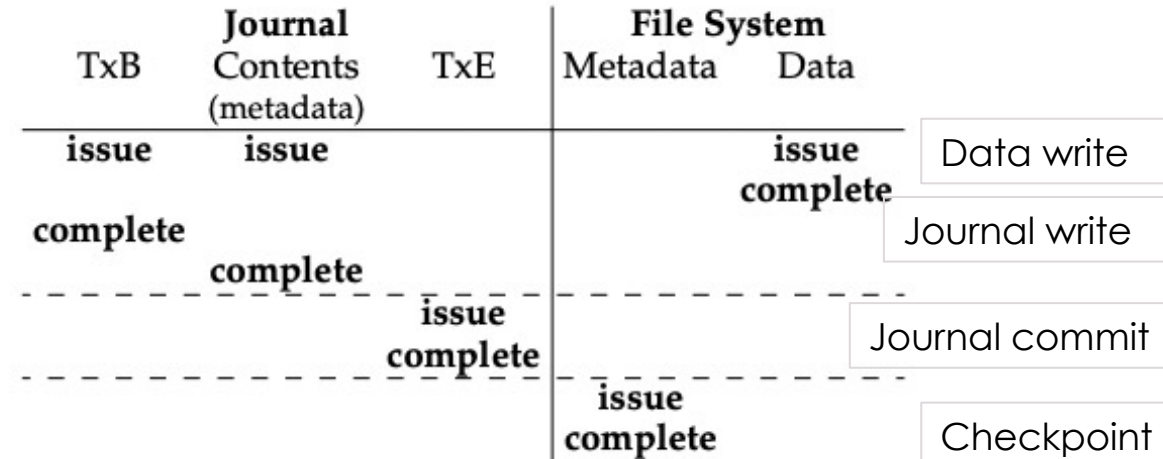 Journal File System
TxB Contents TxE Metadata Data
(metadata)
issue issue issue
Data write
complete
complete
Journal write
complete
issue
Journal commit
complete
issue
complete
Checkpoint